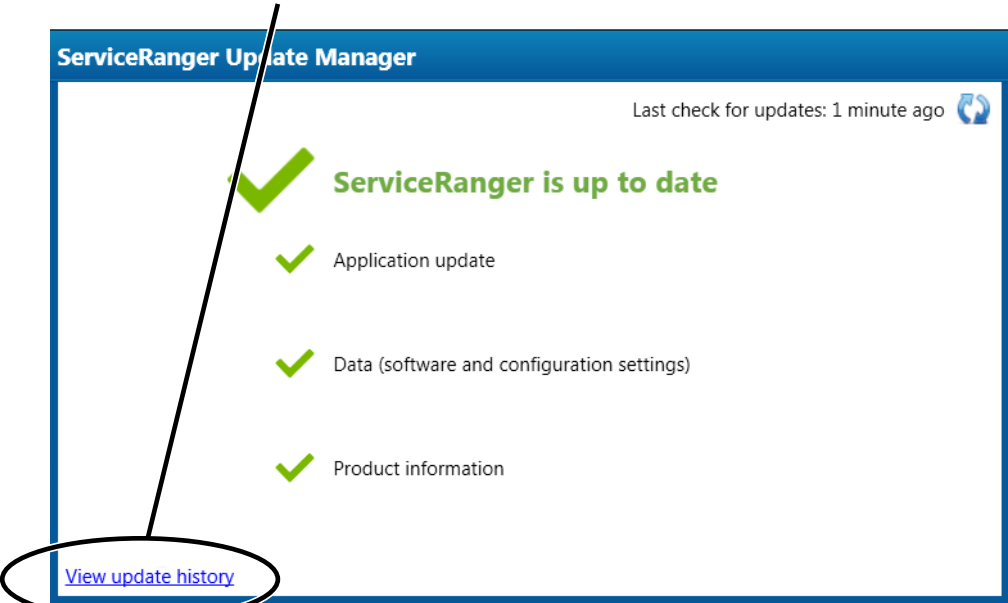 ServiceRanger Update Manager
Last check for updates: 1 minute ago
ServiceRanger is up to date
Application update
Data (software and configuration settings)
Product information
View update history